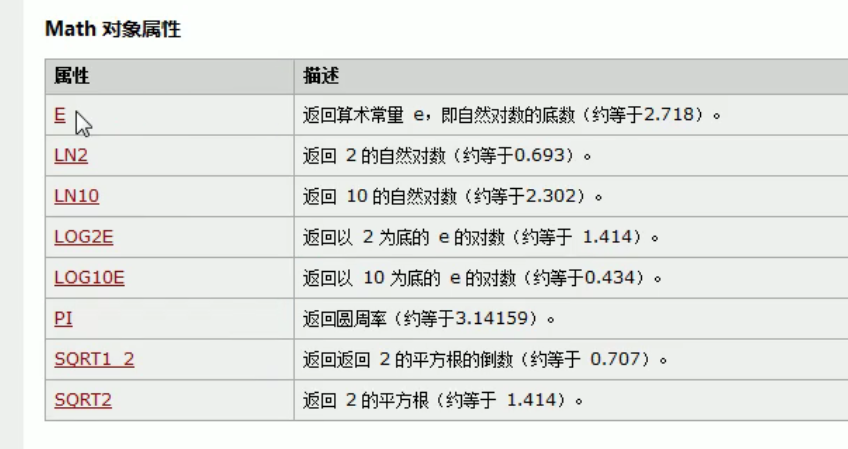 Math 对象属性
属性 描述
E 返回算术常量 e，即自然对数的底数（约等于2.718）。
LN2 返回 2 的自然对数（约等于0.693）。
LN10 返回 10 的自然对数（约等于2.302）。
LOG2E 返回以 2 为底的 e 的对数（约等于 1.414）。
LOG10E 返回以 10 为底的 e 的对数（约等于0.434）。
PI 返回圆周率（约等于3.14159）。
SQRT1_2 返回返回 2 的平方根的倒数（约等于 0.707）。
SQRT2 返回 2 的平方根（约等于 1.414）。